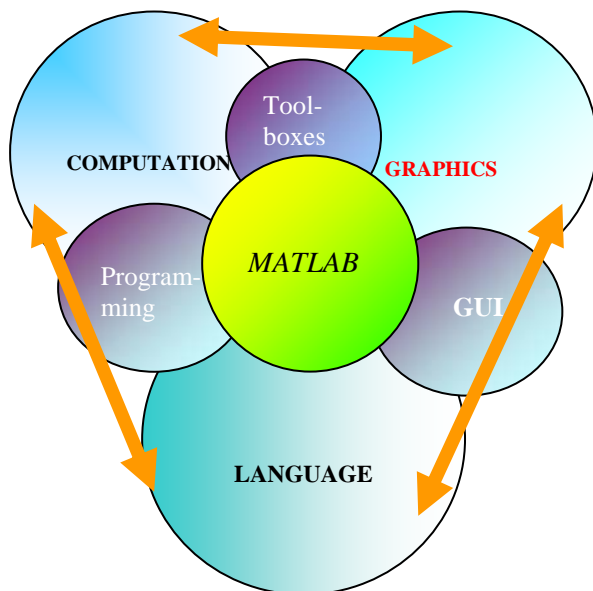 Tool-
boxes
COMPUTATION
GRAPHICS
MATLAB
Program-
ming
GUI
LANGUAGE